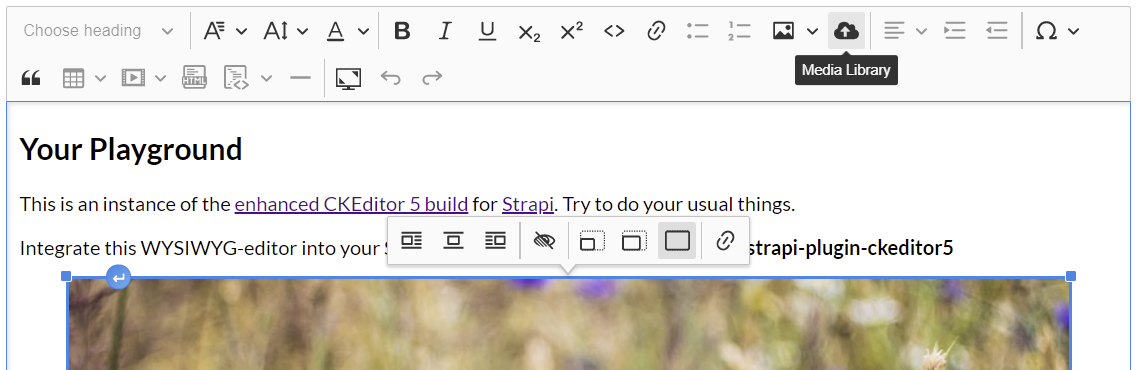 Choose heading
HTML
Media Library
Your Playground
This is an instance of the enhanced CKEditor 5 build for Strapi. Try to do your usual things.
Integrate this WYSIWYG-editor into your S strapi-plugin-ckeditor5